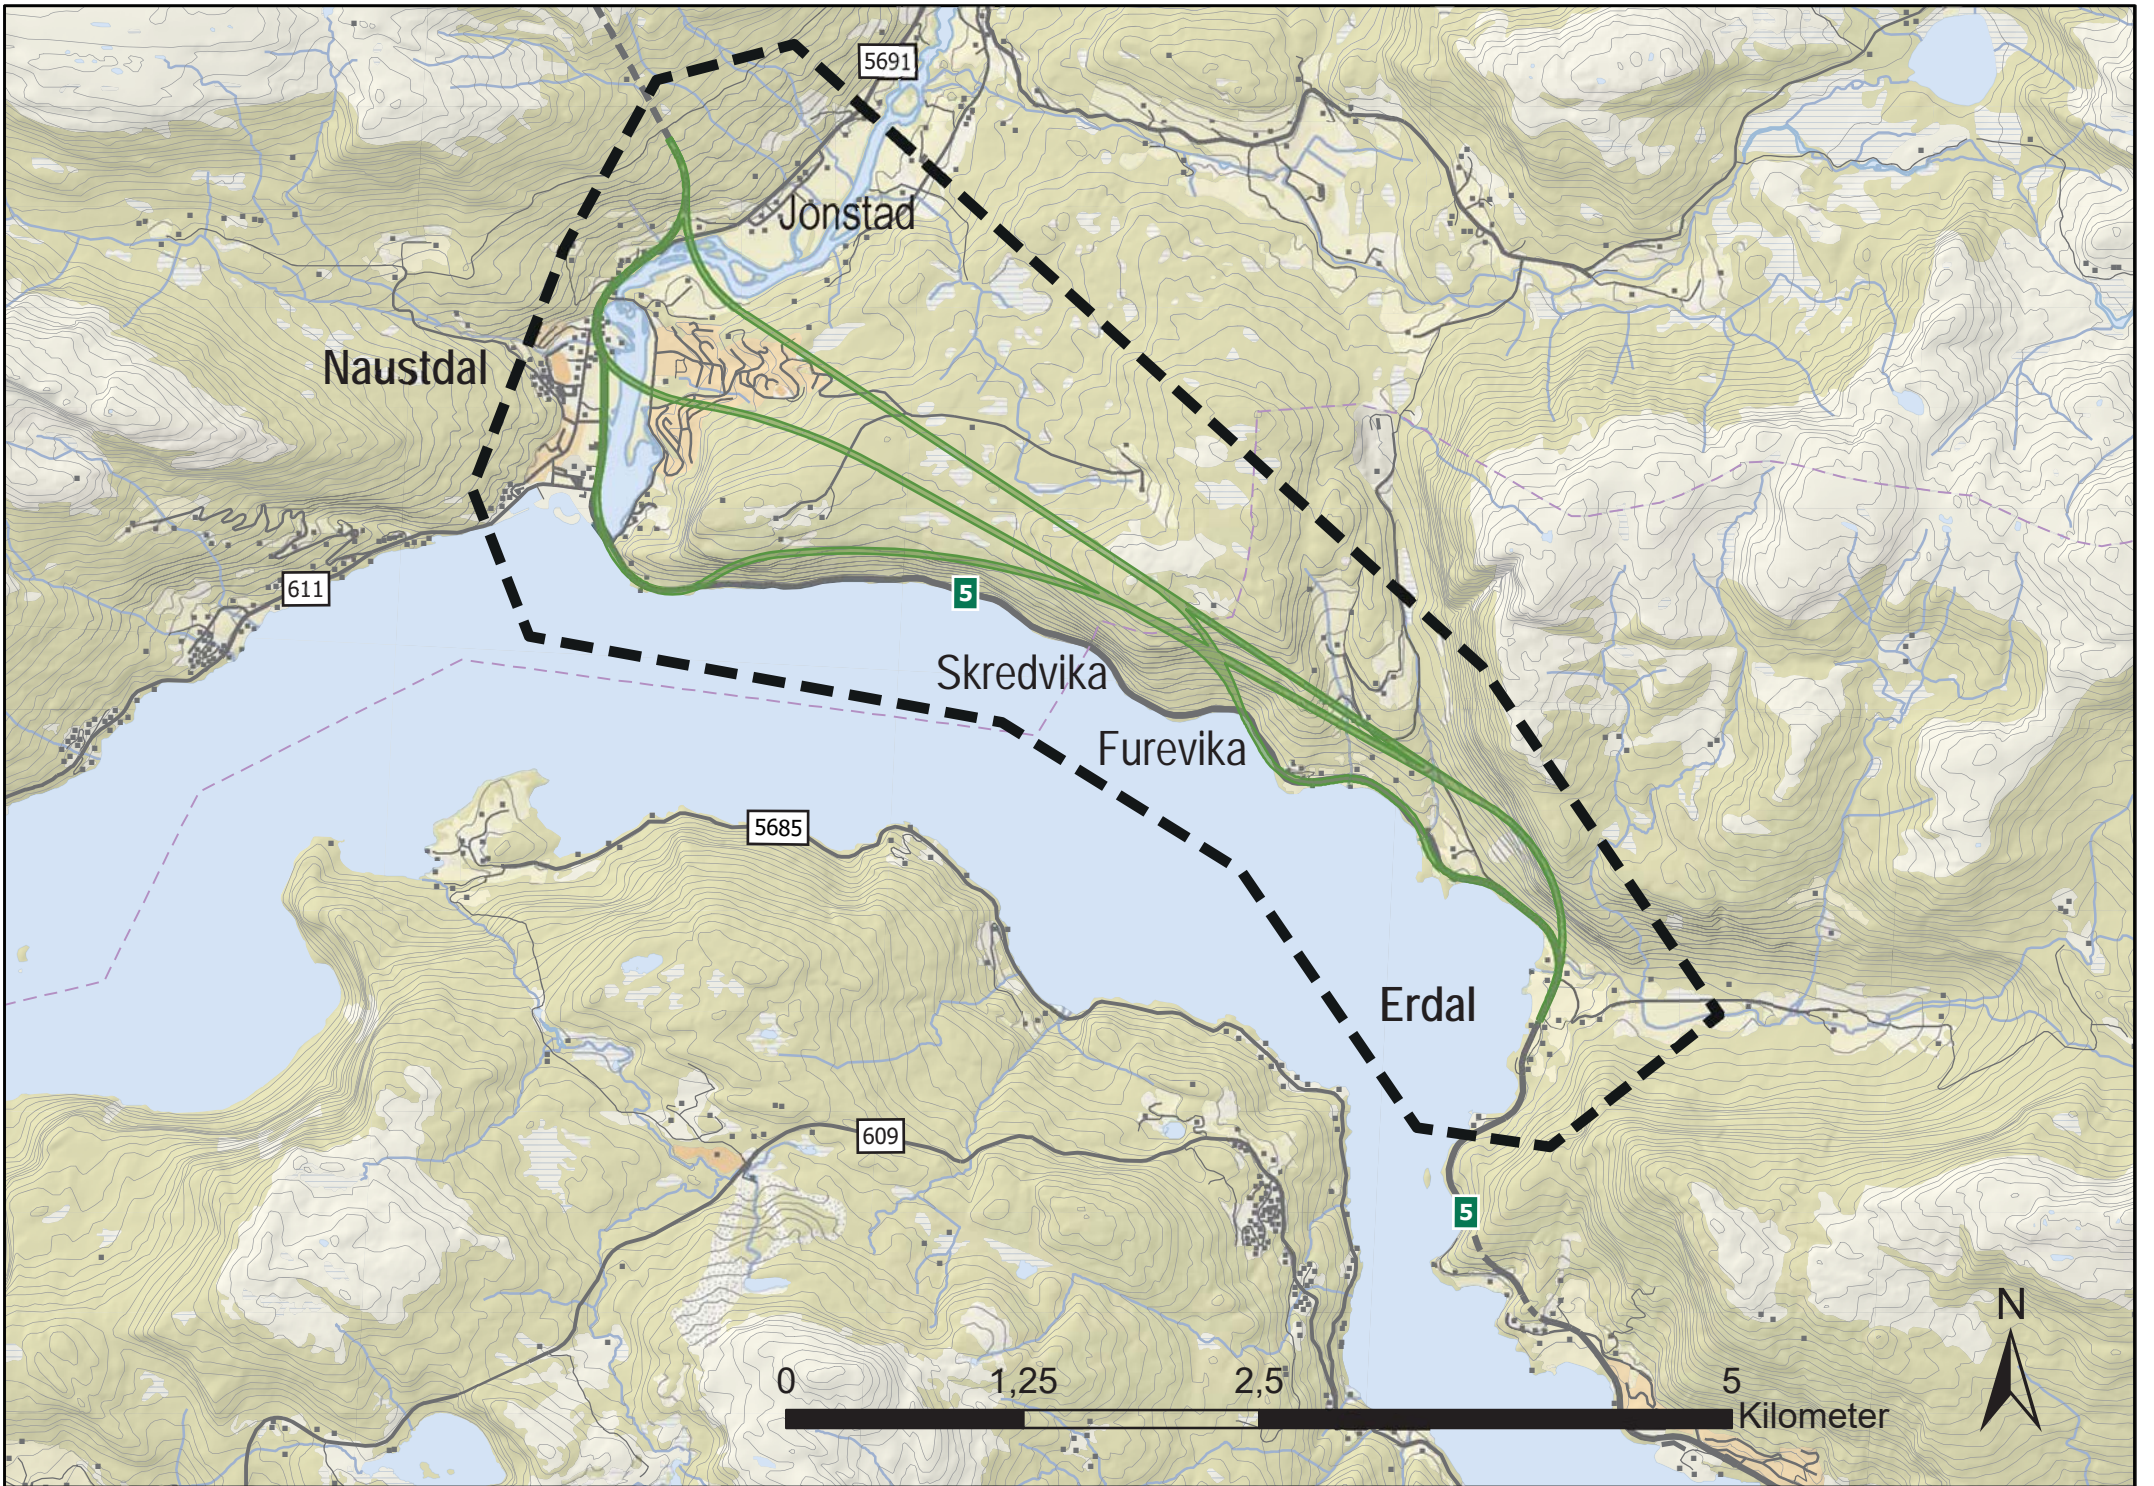 5691
Jonstad
Naustdal
611
5
Skredvika
Furevika
5685
Erdal
609
5
N
0 1,25 2,5 5
Kilometer